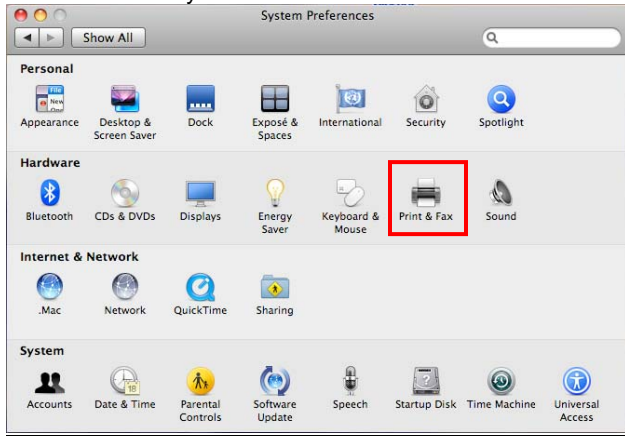 System Preferences
Show All
Personal
Appearance
Desktop & Screen Saver
Dock
Exposé & Spaces
International
Security
Spotlight
Hardware
Bluetooth
CDs & DVDs
Displays
Energy Saver
Keyboard & Mouse
Print & Fax
Sound
Internet & Network
.Mac
Network
QuickTime
Sharing
System
Accounts
Date & Time
Parental Controls
Software Update
Speech
Startup Disk
Time Machine
Universal Access